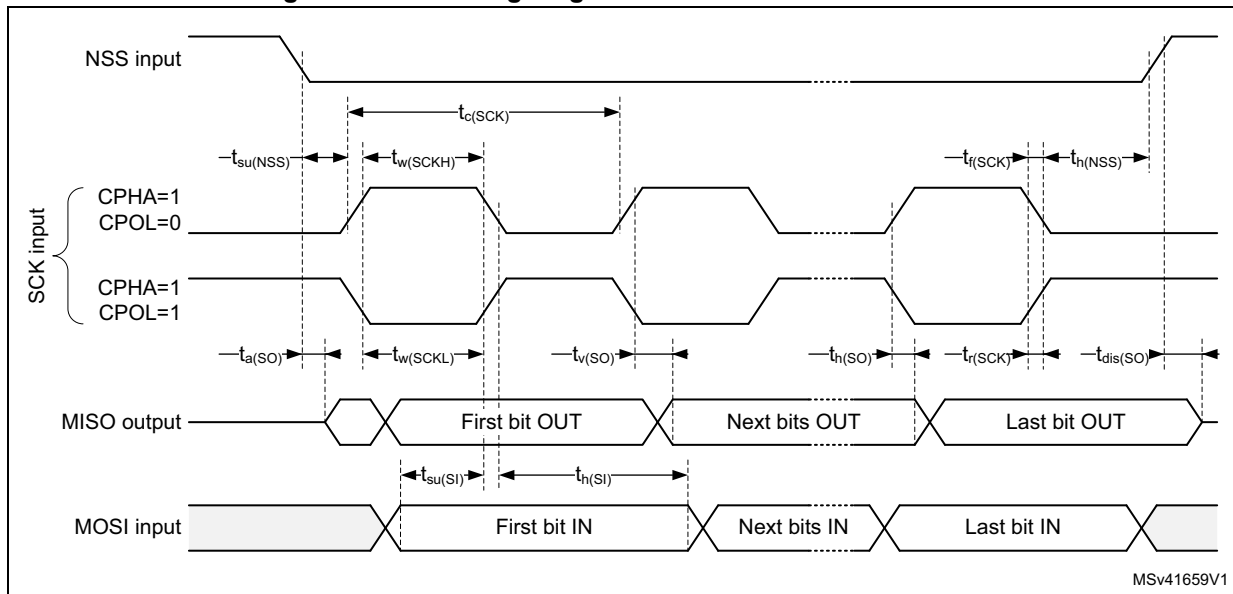 NSS input
tc(SCK)
tsu(NSS) tw(SCKH) tf(SCK) th(NSS)
SCK input
CPHA=1
CPOL=0
CPHA=1
CPOL=1
ta(SO) tw(SCKL) tv(SO) th(SO) tr(SCK) tdis(SO)
MISO output First bit OUT Next bits OUT Last bit OUT
tsu(SI) th(SI)
MOSI input First bit IN Next bits IN Last bit IN
MSv41659V1